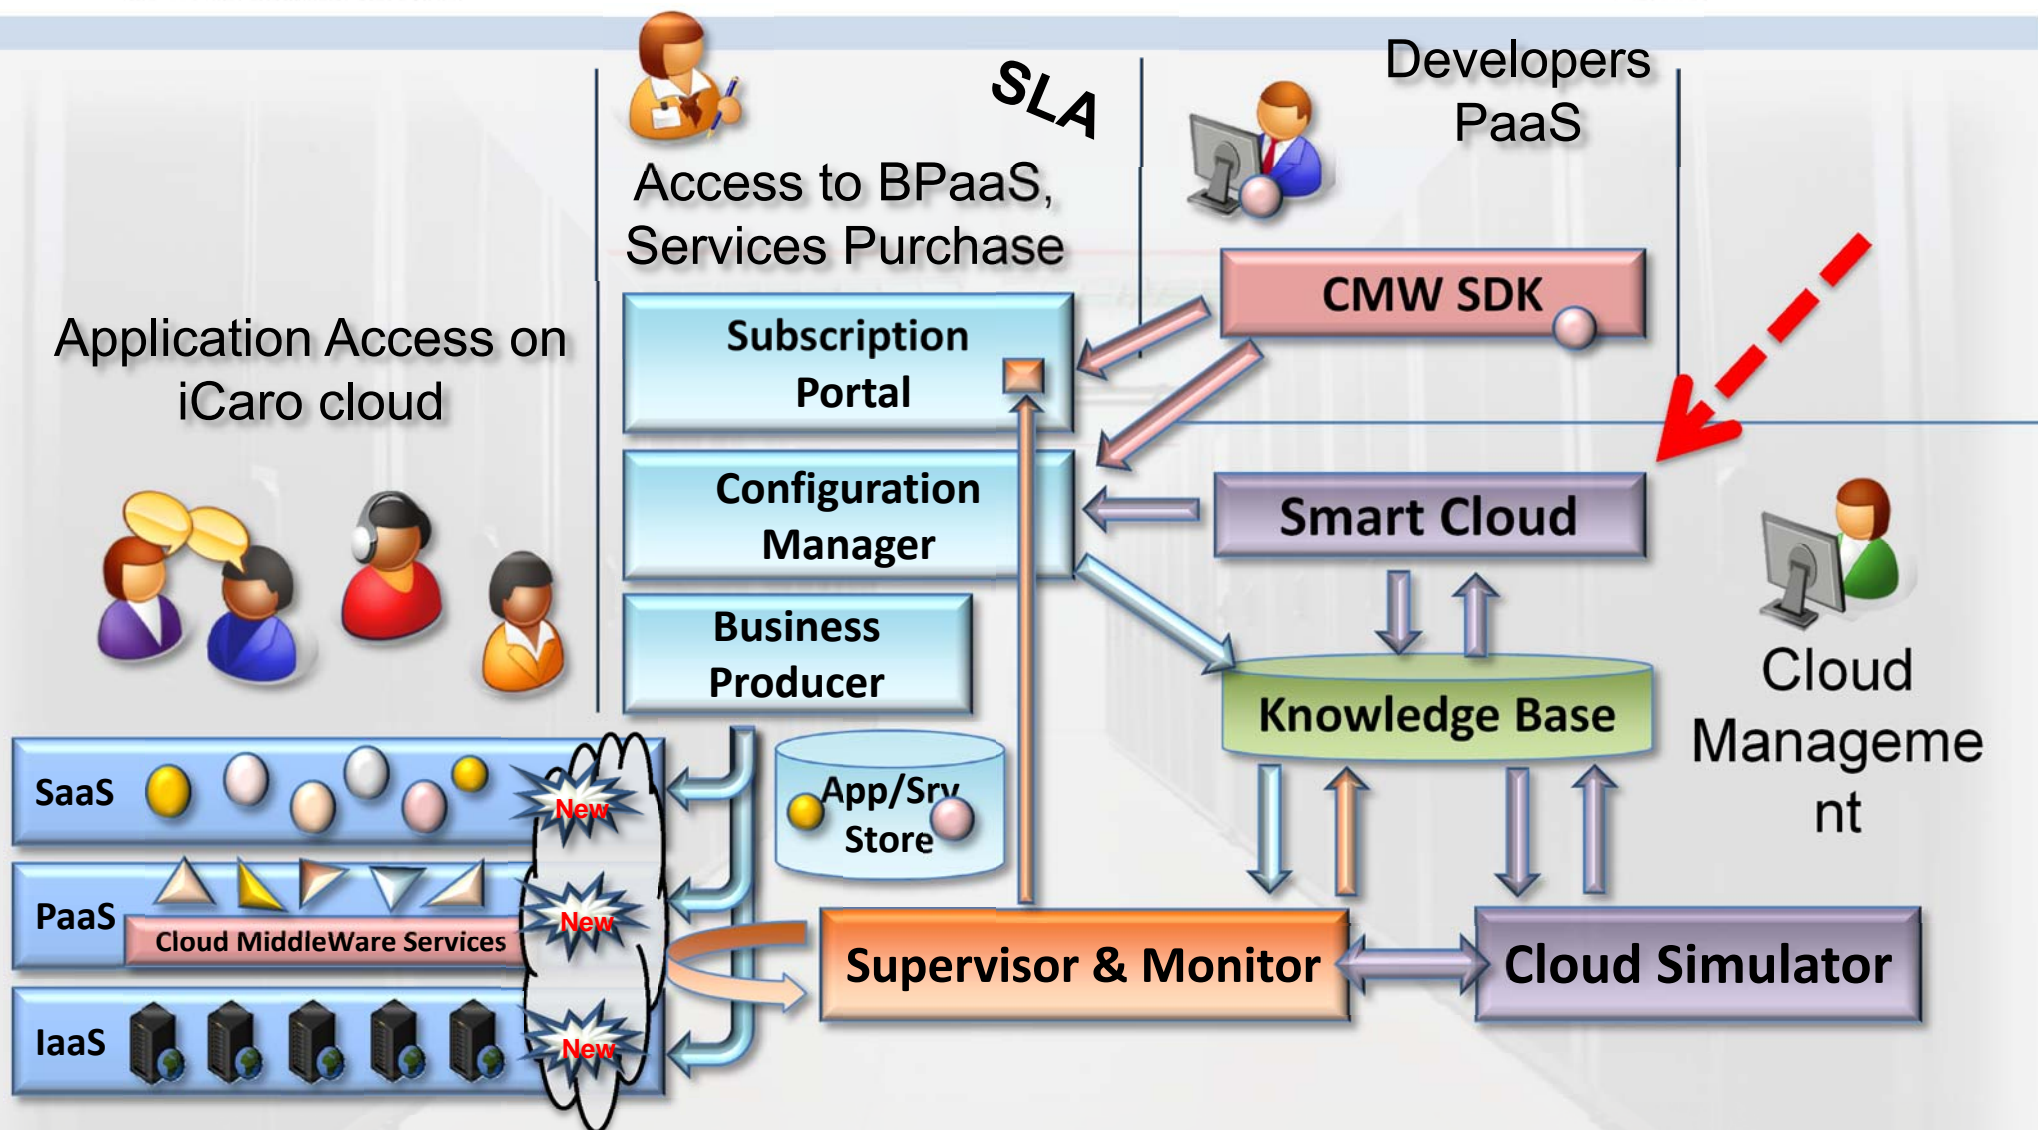 SLA
Developers
PaaS
Access to BPaaS,
Services Purchase
Application Access on
iCaro cloud
Subscription
Portal
CMW SDK
Configuration
Manager
Smart Cloud
Business
Producer
Knowledge Base
Cloud
Manageme
nt
SaaS
New
App/Srv
Store
PaaS
New
Cloud MiddleWare Services
Supervisor & Monitor
Cloud Simulator
IaaS
New